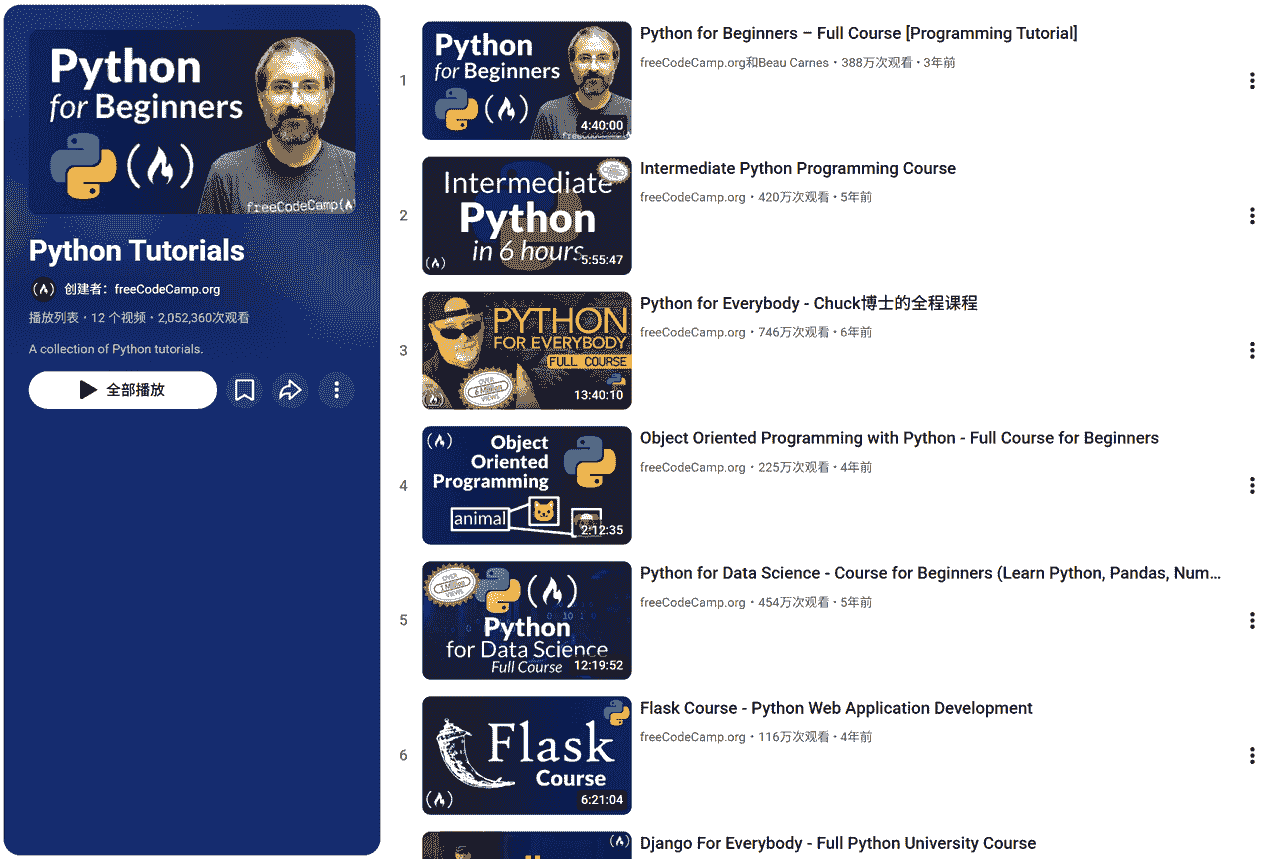 Python
for Beginners
freeCodeCamp(
Python Tutorials
创建者：freeCodeCamp.org
播放列表 • 12 个视频 • 2,052,360次观看
A collection of Python tutorials.
全部播放
1
Python
for Beginners
freeCodeCamp
4:40:00
Python for Beginners – Full Course [Programming Tutorial]
freeCodeCamp.org和Beau Carnes • 388万次观看 • 3年前
2
Intermediate
Python
in 6 hours
5:55:47
Intermediate Python Programming Course
freeCodeCamp.org • 420万次观看 • 5年前
3
PYTHON
FOR EVERYBODY
FULL COURSE
OVER
6 Million
VIEWS
13:40:10
Python for Everybody - Chuck博士的全程课程
freeCodeCamp.org • 746万次观看 • 6年前
4
Object
Oriented
Programming
animal
2:12:35
Object Oriented Programming with Python - Full Course for Beginners
freeCodeCamp.org • 225万次观看 • 4年前
5
OVER
1 Million
VIEWS
Python
for Data Science
Full Course
12:19:52
Python for Data Science - Course for Beginners (Learn Python, Pandas, Num...
freeCodeCamp.org • 454万次观看 • 5年前
6
Flask
Course
6:21:04
Flask Course - Python Web Application Development
freeCodeCamp.org • 116万次观看 • 4年前
Django For Everybody - Full Python University Course